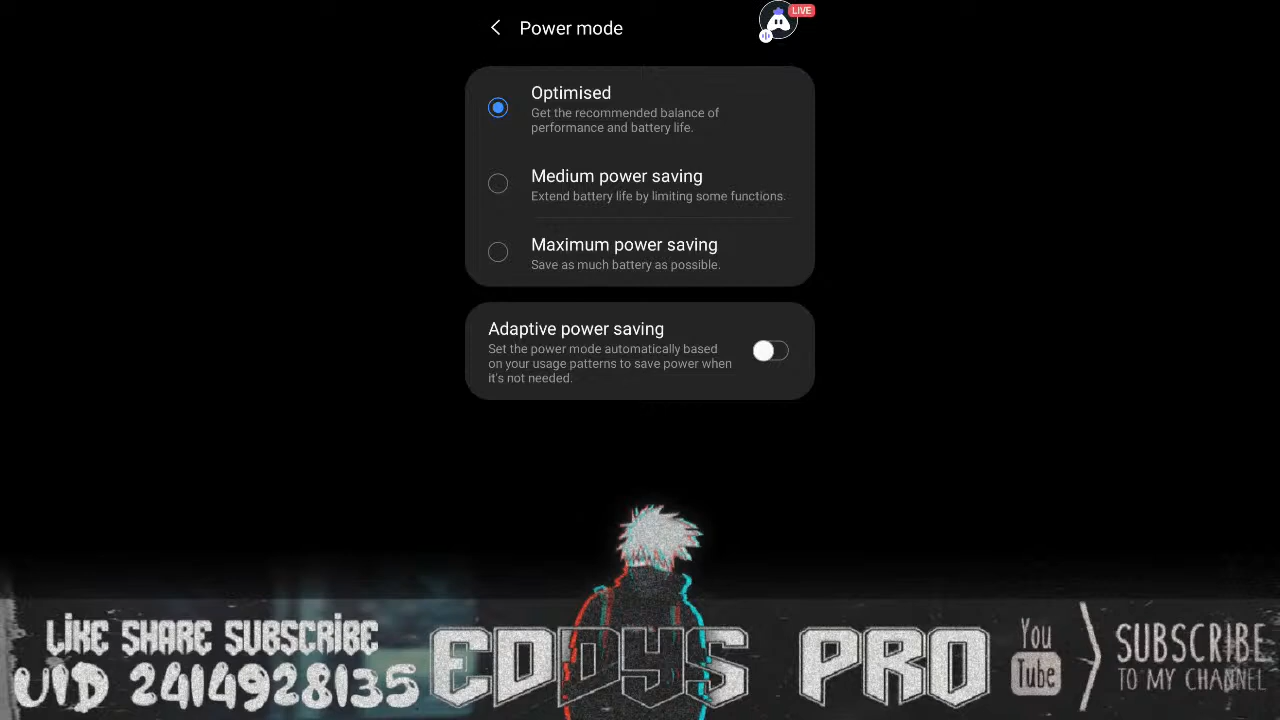 Power mode
LIVE
Optimised
Get the recommended balance of
performance and battery life.
Medium power saving
Extend battery life by limiting some functions.
Maximum power saving
Save as much battery as possible.
Adaptive power saving
Set the power mode automatically based
on your usage patterns to save power when
it's not needed.
LIKE SHARE SUBSCRIBE
UID 2414928135
EDDYS PRO
You
Tube
SUBSCRIBE
TO MY CHANNEL